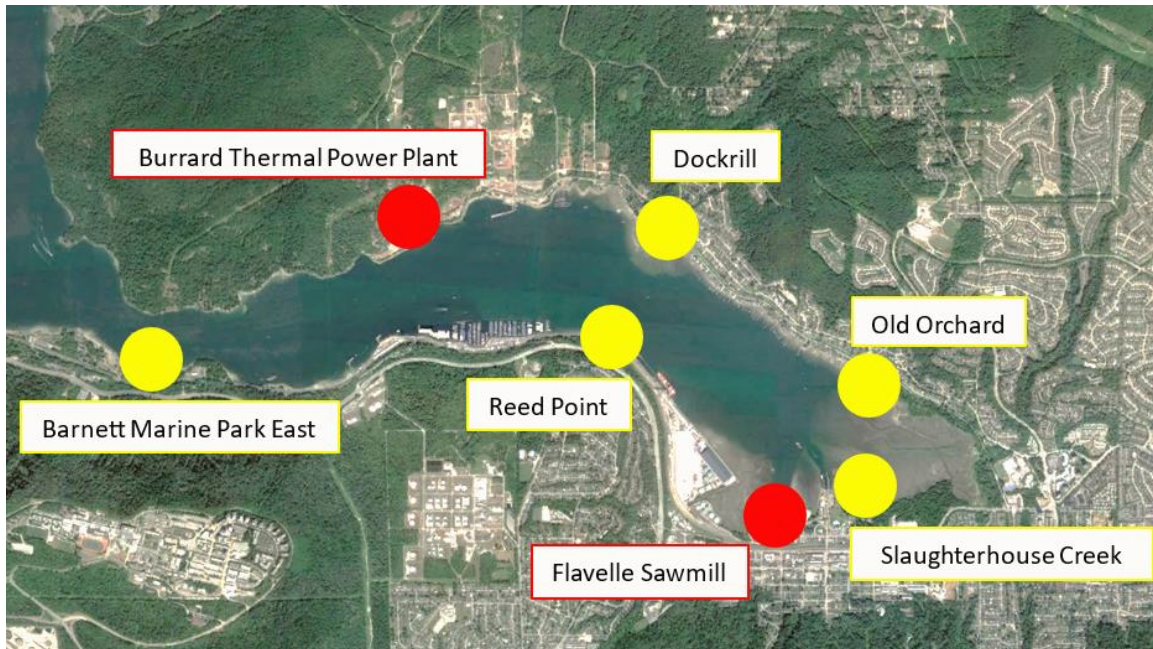 Burrard Thermal Power Plant
Dockrill
Old Orchard
Reed Point
Barnett Marine Park East
Slaughterhouse Creek
Flavelle Sawmill